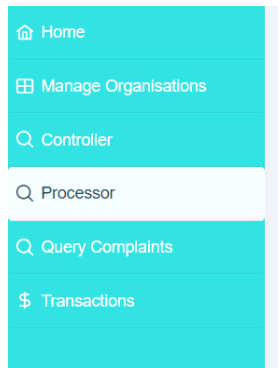 Home
Manage Organisations
Controller
Processor
Query Complaints
$ Transactions